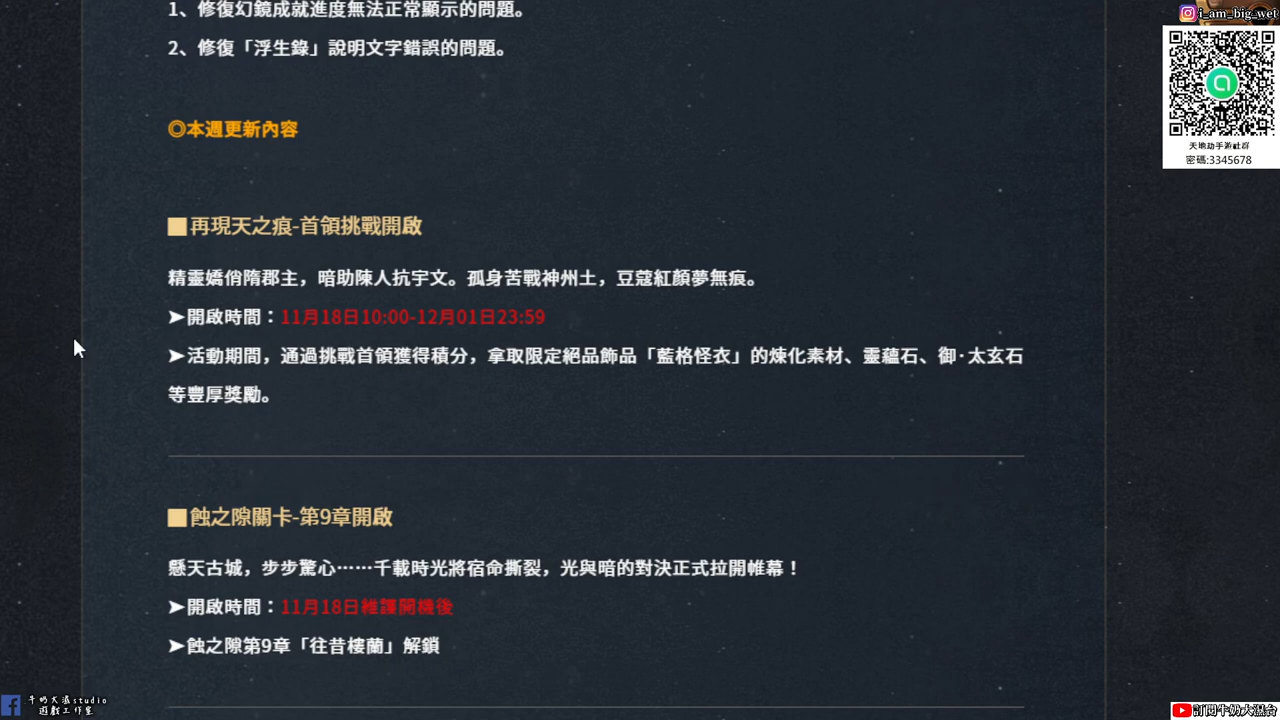 1、修復幻鏡成就進度無法正常顯示的問題。
2、修復「浮生錄」說明文字錯誤的問題。
◎本週更新內容
■再現天之痕-首領挑戰開啟
精靈嬌俏隋郡主，暗助陳人抗宇文。孤身苦戰神州土，豆蔻紅顏夢無痕。
➤開啟時間：11月18日10:00-12月01日23:59
➤活動期間，通過挑戰首領獲得積分，拿取限定絕品飾品「藍格怪衣」的煉化素材、靈蘊石、御·太玄石
等豐厚獎勵。
■蝕之隙關卡-第9章開啟
懸天古城，步步驚心……千載時光將宿命撕裂，光與暗的對決正式拉開帷幕！
➤開啟時間：11月18日維護開機後
➤蝕之隙第9章「往昔樓蘭」解鎖
i_am_big_wet
天地劫手遊社群
密碼:3345678
牛奶大濕studio
遊戲工作室
訂閱牛奶大濕台